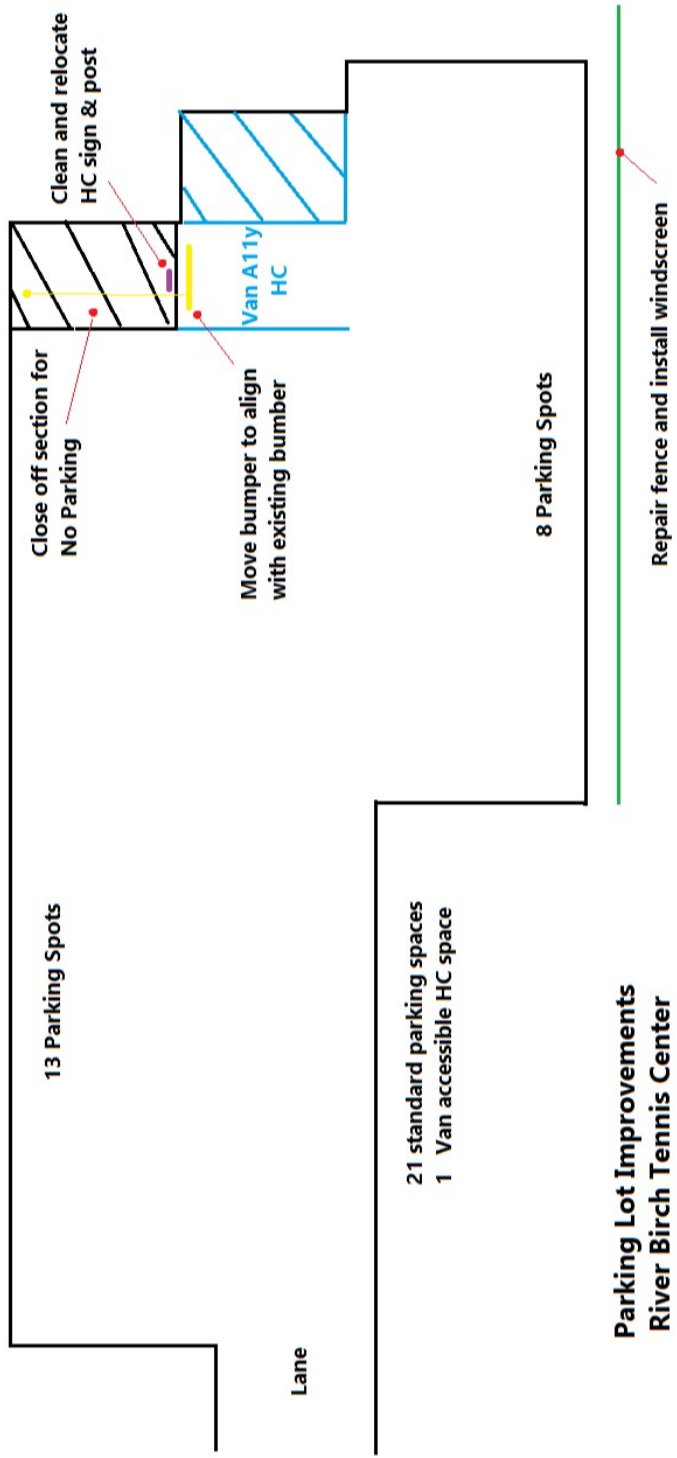 Clean and relocate
HC sign & post
Close off section for
No Parking
Van A11y
HC
Move bumper to align
with existing bumber
13 Parking Spots
8 Parking Spots
21 standard parking spaces
1 Van accessible HC space
Lane
Repair fence and install windscreen
Parking Lot Improvements
River Birch Tennis Center